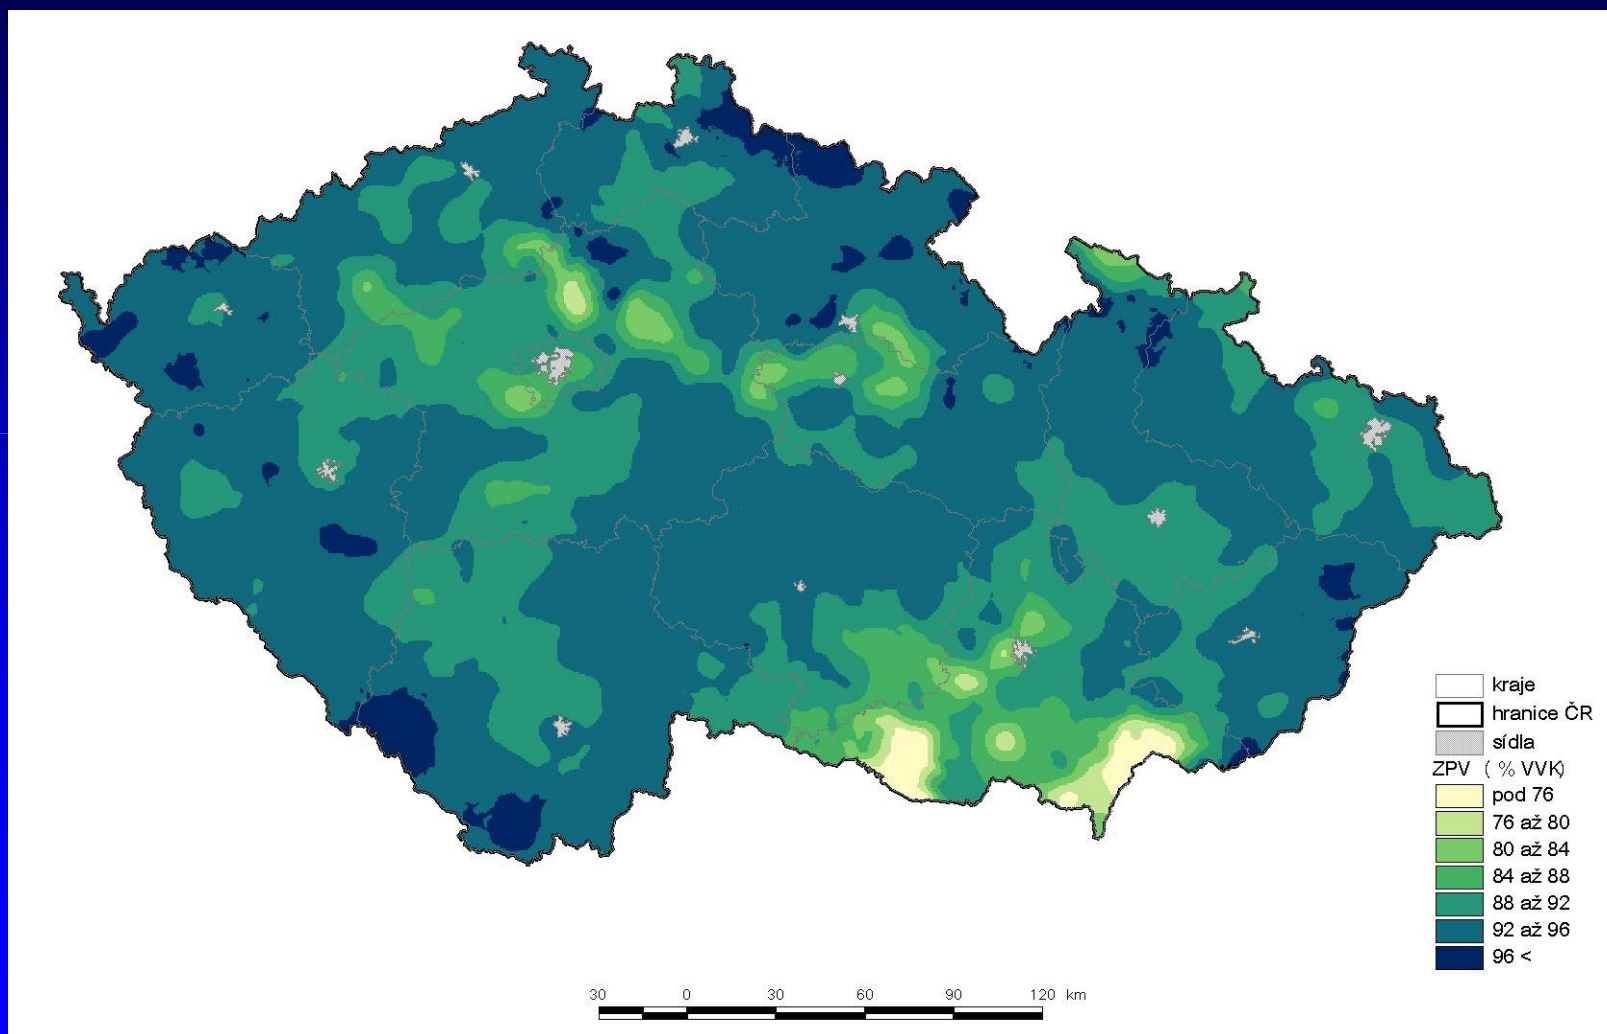 kraje
hranice ČR
sídla
ZPV ( % VVK)
pod 76
76 až 80
80 až 84
84 až 88
88 až 92
92 až 96
96 <
30 0 30 60 90 120 km